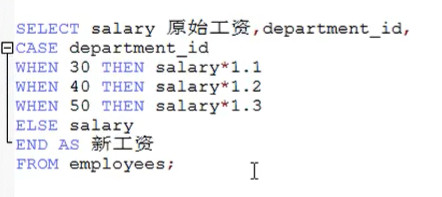 SELECT salary 原始工资,department_id,
CASE department_id
WHEN 30 THEN salary*1.1
WHEN 40 THEN salary*1.2
WHEN 50 THEN salary*1.3
ELSE salary
END AS 新工资
FROM employees;